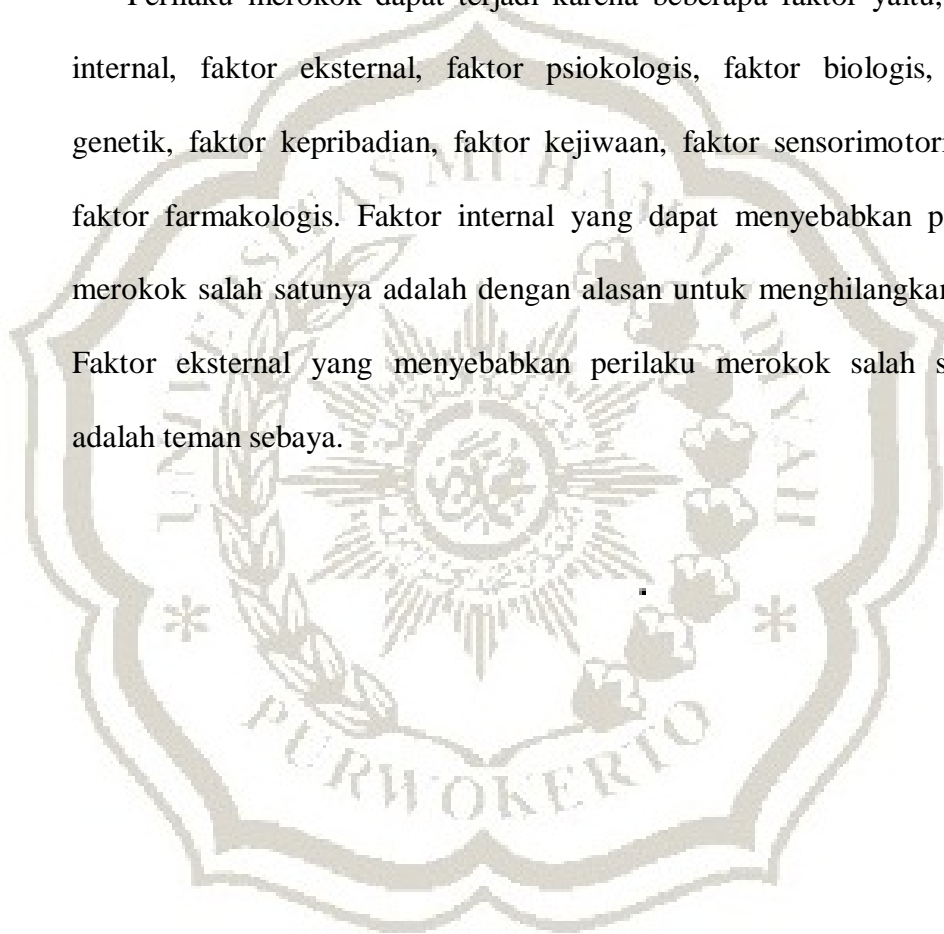 Perilaku merokok dapat terjadi karena beberapa faktor yaitu,
internal, faktor eksternal, faktor psiokologis, faktor biologis,
genetik, faktor kepribadian, faktor kejiwaan, faktor
faktor farmakologis. Faktor internal yang dapat menyebabkan
merokok salah satunya adalah dengan alasan untuk
Faktor eksternal yang menyebabkan perilaku merokok salah
adalah teman sebaya.
UNIVERSITAS MUHAMMADIYAH
PURWOKERTO